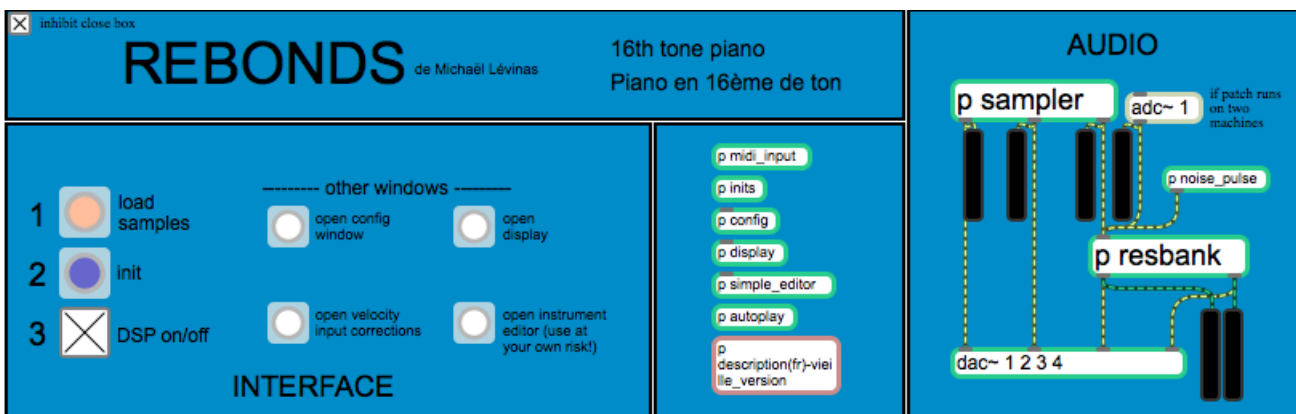 inhibit close box
REBONDS de Michaël Lévinas
16th tone piano
Piano en 16ème de ton
1 load
samples
2 init
3 DSP on/off
--------- other windows ---------
open config
window
open
display
open velocity
input corrections
open instrument
editor (use at
your own risk!)
INTERFACE
p midi_input
p inits
p config
p display
p simple_editor
p autoplay
p
description(fr)-viei
lle_version
AUDIO
p sampler
adc~ 1
if patch runs
on two
machines
p noise_pulse
p resbank
dac~ 1 2 3 4